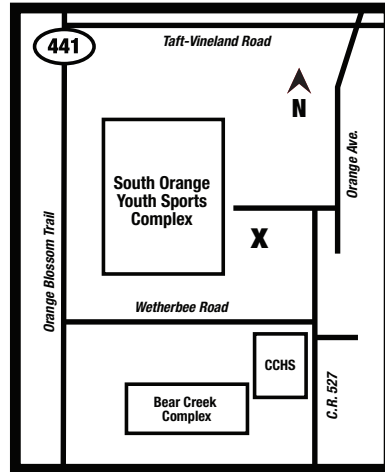 441
Taft-Vineland Road
N
Orange Ave.
South Orange
Youth Sports
Complex
X
Orange Blossom Trail
Wetherbee Road
CCHS
C.R. 527
Bear Creek
Complex